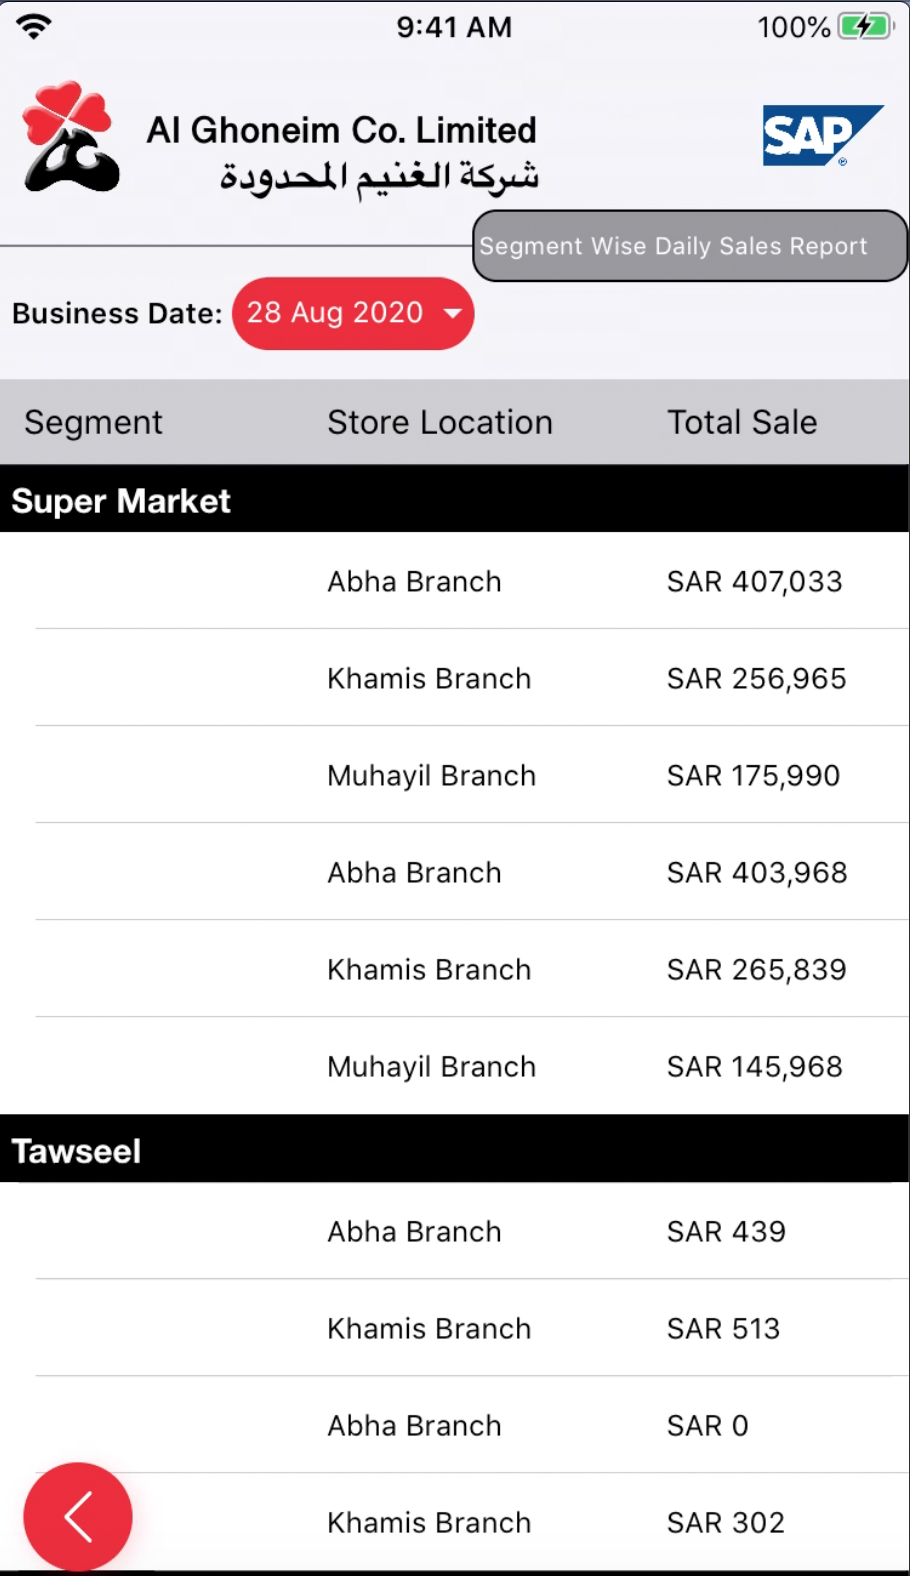 9:41 AM 100%
Al Ghoneim Co. Limited
شركة الغنيم المحدودة
SAP ®
Segment Wise Daily Sales Report
Business Date: 28 Aug 2020
Segment Store Location Total Sale
Super Market
Abha Branch SAR 407,033
Khamis Branch SAR 256,965
Muhayil Branch SAR 175,990
Abha Branch SAR 403,968
Khamis Branch SAR 265,839
Muhayil Branch SAR 145,968
Tawseel
Abha Branch SAR 439
Khamis Branch SAR 513
Abha Branch SAR 0
Khamis Branch SAR 302